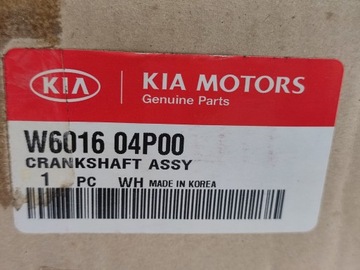 KIA
KIA MOTORS
Genuine Parts
W6016 04P00
CRANKSHAFT ASSY
1 PC WH MADE IN KOREA